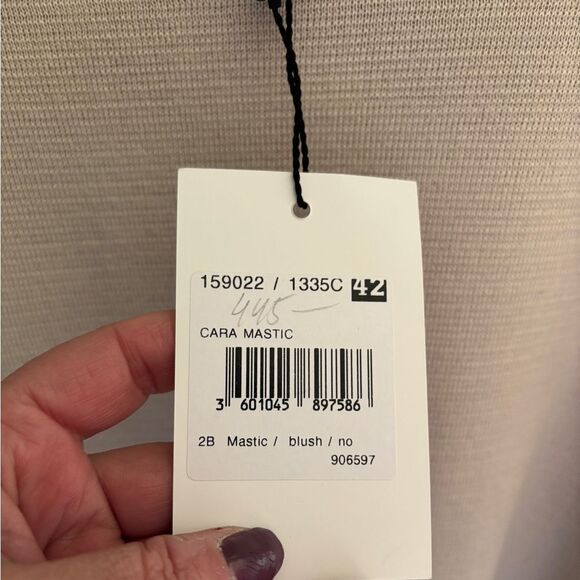 159022 / 1335C 42
445 —
CARA MASTIC
3 601045 897586
2B Mastic / blush / no
906597